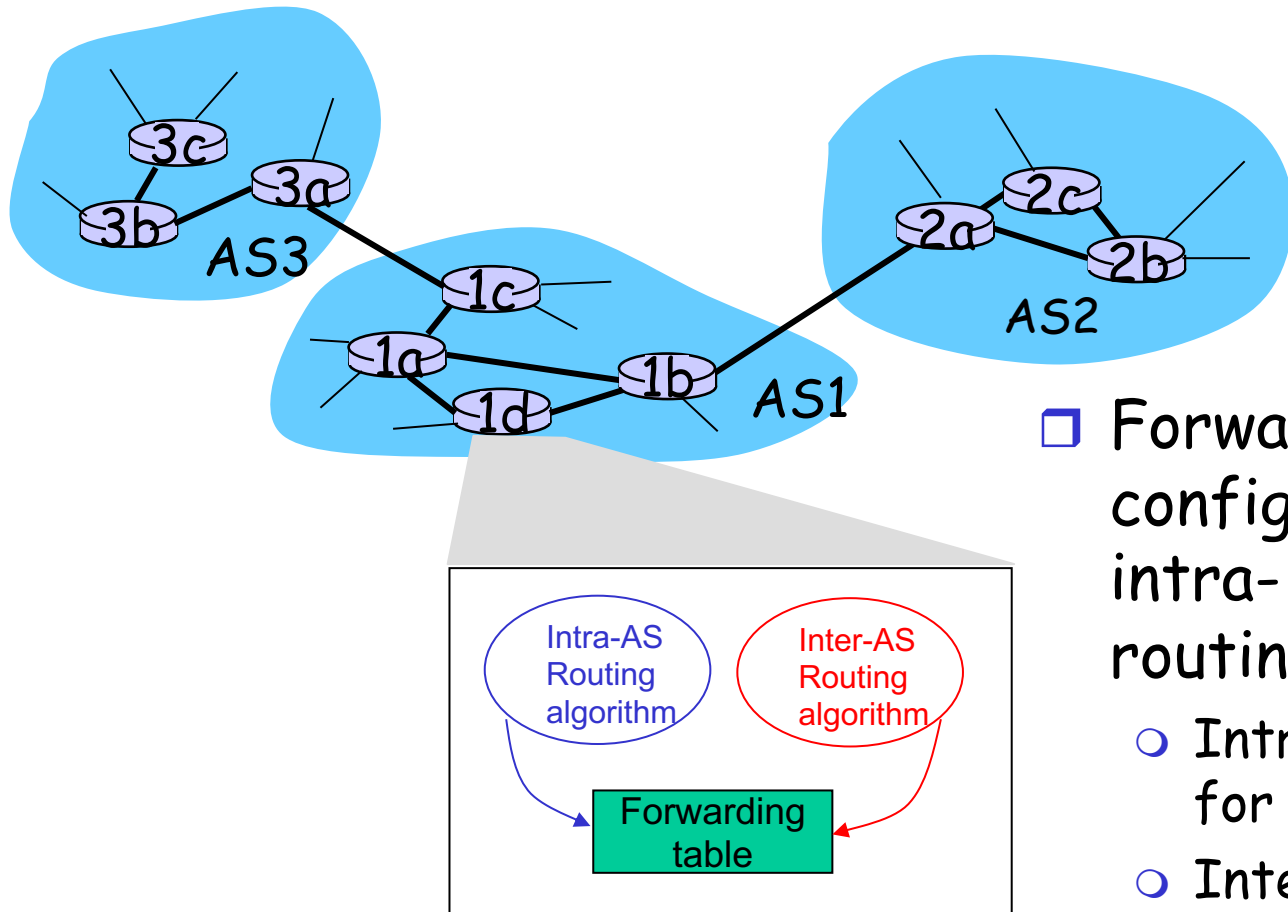 3c
3a
3b
AS3
2c
2a
2b
AS2
1c
1a
1b
1d
AS1
Intra-AS
Routing
algorithm
Inter-AS
Routing
algorithm
Forwarding
table
Forwa
config
intra-
routin
Intr
for
Inte